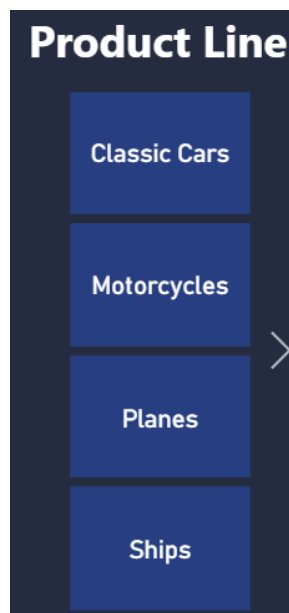 Product Line
Classic Cars
Motorcycles
Planes
Ships